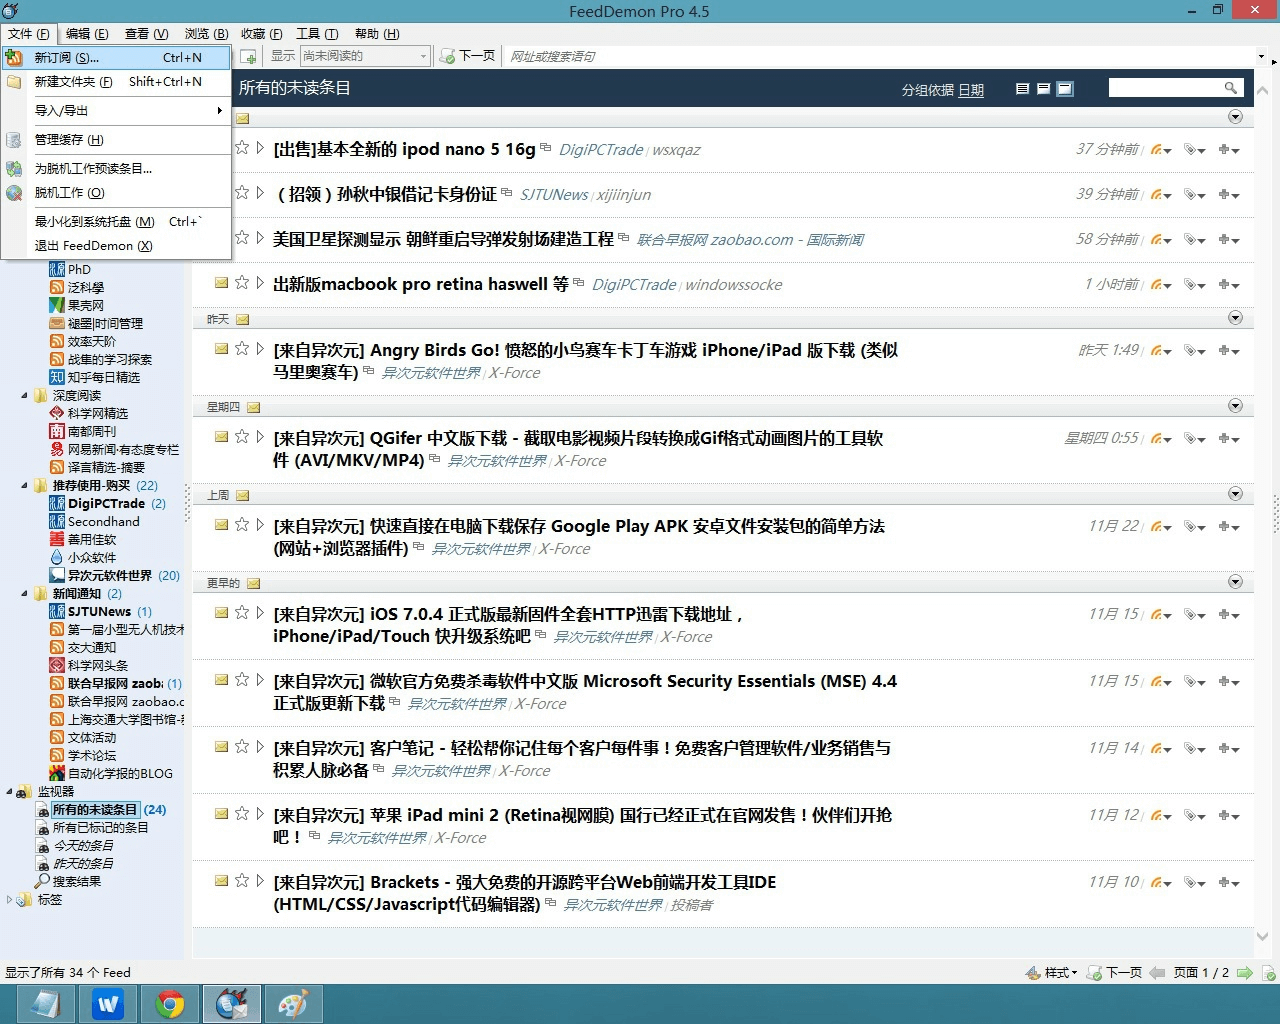 FeedDemon Pro 4.5
文件 (F) 编辑 (E) 查看 (V) 浏览 (B) 收藏 (F) 工具 (T) 帮助 (H)
显示 尚未阅读的 下一页 网址或搜索语句
新订阅 (S)... Ctrl+N
新建文件夹 (F) Shift+Ctrl+N
导入/导出
管理缓存 (H)
为脱机工作预读条目...
脱机工作 (O)
最小化到系统托盘 (M) Ctrl+`
退出 FeedDemon (X)
PhD
泛科學
果壳网
褪墨|时间管理
效率天阶
战隼的学习探索
知乎每日精选
深度阅读
科学网精选
南都周刊
网易新闻·有态度专栏
译言精选-摘要
推荐使用·购买 (22)
DigiPCTrade (2)
Secondhand
善用佳软
小众软件
异次元软件世界 (20)
新闻通知 (2)
SJTUNews (1)
第一届小型无人机技术
交大通知
科学网头条
联合早报网 zaob (1)
联合早报网 zaobao.c
上海交通大学图书馆-
文体活动
学术论坛
自动化学报的BLOG
监视器
所有的未读条目 (24)
所有已标记的条目
今天的条目
昨天的条目
搜索结果
标签
所有的未读条目 分组依据 日期
[出售]基本全新的 ipod nano 5 16g DigiPCTrade | wsxqaz 37 分钟前
（招领）孙秋中银借记卡身份证 SJTUNews | xijiinjun 39 分钟前
美国卫星探测显示 朝鲜重启导弹发射场建造工程 联合早报网 zaobao.com - 国际新闻 58 分钟前
出新版macbook pro retina haswell 等 DigiPCTrade | windowssocke 1 小时前
昨天
[来自异次元] Angry Birds Go! 愤怒的小鸟赛车卡丁车游戏 iPhone/iPad 版下载 (类似 昨天 1:49
马里奥赛车) 异次元软件世界 | X-Force
星期四
[来自异次元] QGifer 中文版下载 - 截取电影视频片段转换成Gif格式动画图片的工具软 星期四 0:55
件 (AVI/MKV/MP4) 异次元软件世界 | X-Force
上周
[来自异次元] 快速直接在电脑下载保存 Google Play APK 安卓文件安装包的简单方法 11月 22
(网站+浏览器插件) 异次元软件世界 | X-Force
更早的
[来自异次元] iOS 7.0.4 正式版最新固件全套HTTP迅雷下载地址， 11月 15
iPhone/iPad/Touch 快升级系统吧 异次元软件世界 | X-Force
[来自异次元] 微软官方免费杀毒软件中文版 Microsoft Security Essentials (MSE) 4.4 11月 15
正式版更新下载 异次元软件世界 | X-Force
[来自异次元] 客户笔记 - 轻松帮你记住每个客户每件事！免费客户管理软件/业务销售与 11月 14
积累人脉必备 异次元软件世界 | X-Force
[来自异次元] 苹果 iPad mini 2 (Retina视网膜) 国行已经正式在官网发售！伙伴们开抢 11月 12
吧！ 异次元软件世界 | X-Force
[来自异次元] Brackets - 强大免费的开源跨平台Web前端开发工具IDE 11月 10
(HTML/CSS/Javascript代码编辑器) 异次元软件世界 | 投稿者
显示了所有 34 个 Feed 样式 下一页 页面 1 / 2